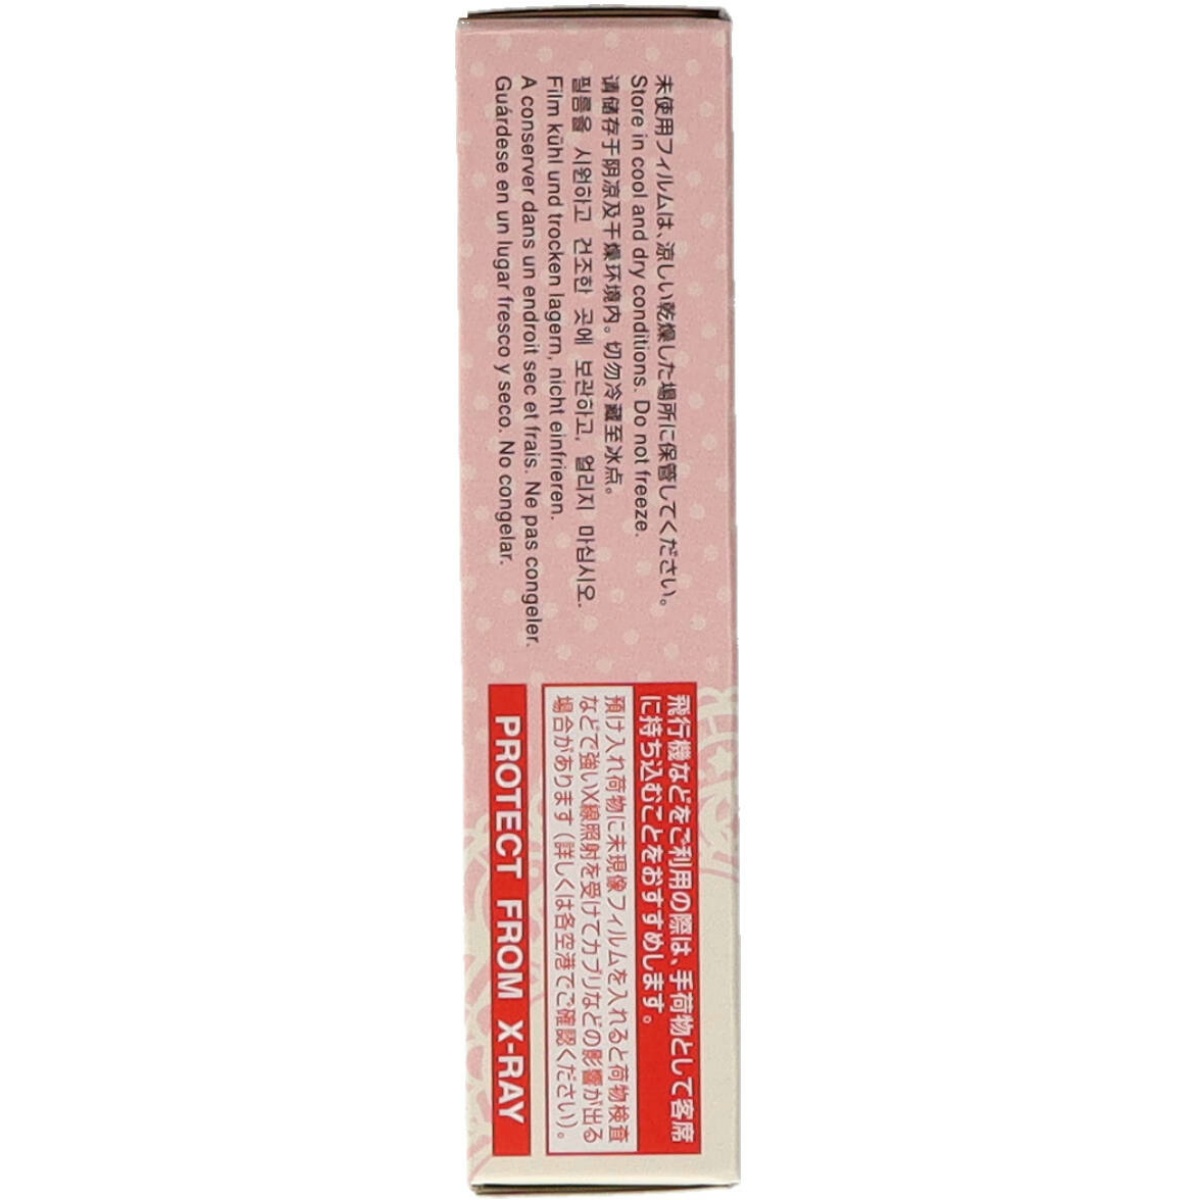 未使用フィルムは、涼しい乾燥した場所に保管してください。
Store in cool and dry conditions. Do not freeze.
请储存于阴凉及干燥环境内。切勿冷藏至冰点。
필름을 시원하고 건조한 곳에 보관하고, 얼리지 마십시오.
Film kühl und trocken lagern, nicht einfrieren.
A conserver dans un endroit sec et frais. Ne pas congeler.
Guárdese en un lugar fresco y seco. No congelar.
飛行機などをご利用の際は、手荷物として客席
に持ち込むことをおすすめします。
預け入れ荷物に未現像フィルムを入れると荷物検査
などで強いX線照射を受けてカブリなどの影響が出る
場合があります（詳しくは各空港でご確認ください）。
PROTECT FROM X-RAY